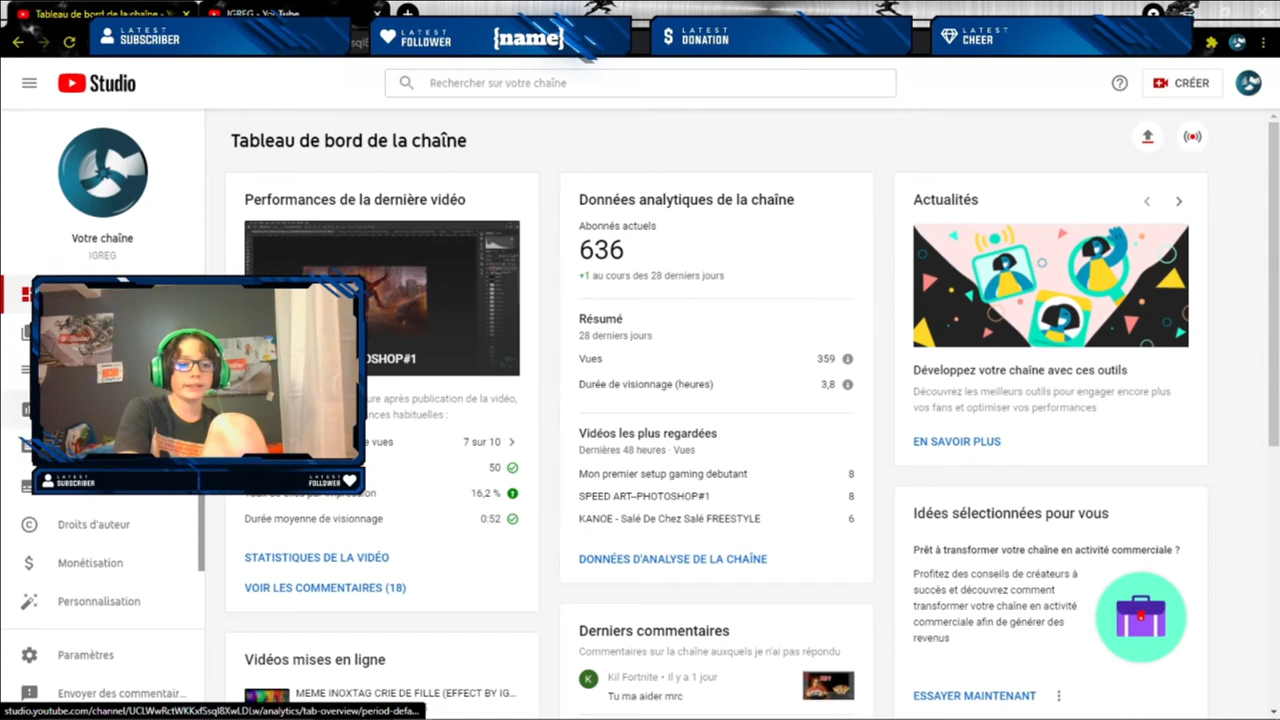 Tableau de bord de la chaîne - Y
IGREG - YouTube
LATEST
SUBSCRIBER
LATEST
FOLLOWER
{name}
LATEST
DONATION
LATEST
CHEER
Studio
Rechercher sur votre chaîne
CRÉER
Votre chaîne
IGREG
Droits d'auteur
Monétisation
Personnalisation
Paramètres
Envoyer des commentair...
LATEST
SUBSCRIBER
LATEST
FOLLOWER
Tableau de bord de la chaîne
Performances de la dernière vidéo
OSHOP#1
après publication de la vidéo,
habituelles :
vues 7 sur 10
50
16,2 %
Durée moyenne de visionnage 0:52
STATISTIQUES DE LA VIDÉO
VOIR LES COMMENTAIRES (18)
Vidéos mises en ligne
MEME INOXTAG CRIE DE FILLE (EFFECT BY IG...
Données analytiques de la chaîne
Abonnés actuels
636
+1 au cours des 28 derniers jours
Résumé
28 derniers jours
Vues 359
Durée de visionnage (heures) 3,8
Vidéos les plus regardées
Dernières 48 heures · Vues
Mon premier setup gaming debutant 8
SPEED ART–PHOTOSHOP#1 8
KANOE - Salé De Chez Salé FREESTYLE 6
DONNÉES D'ANALYSE DE LA CHAÎNE
Derniers commentaires
Commentaires sur la chaîne auxquels je n'ai pas répondu
K
Kil Fortnite • Il y a 1 jour
Tu ma aider mrc
Actualités
Développez votre chaîne avec ces outils
Découvrez les meilleurs outils pour engager encore plus
vos fans et optimiser vos performances
EN SAVOIR PLUS
Idées sélectionnées pour vous
Prêt à transformer votre chaîne en activité commerciale ?
Profitez des conseils de créateurs à
succès et découvrez comment
transformer votre chaîne en activité
commerciale afin de générer des
revenus
ESSAYER MAINTENANT
studio.youtube.com/channel/UCLWwRctWKKxfSsqI8XwLDLw/analytics/tab-overview/period-defa...